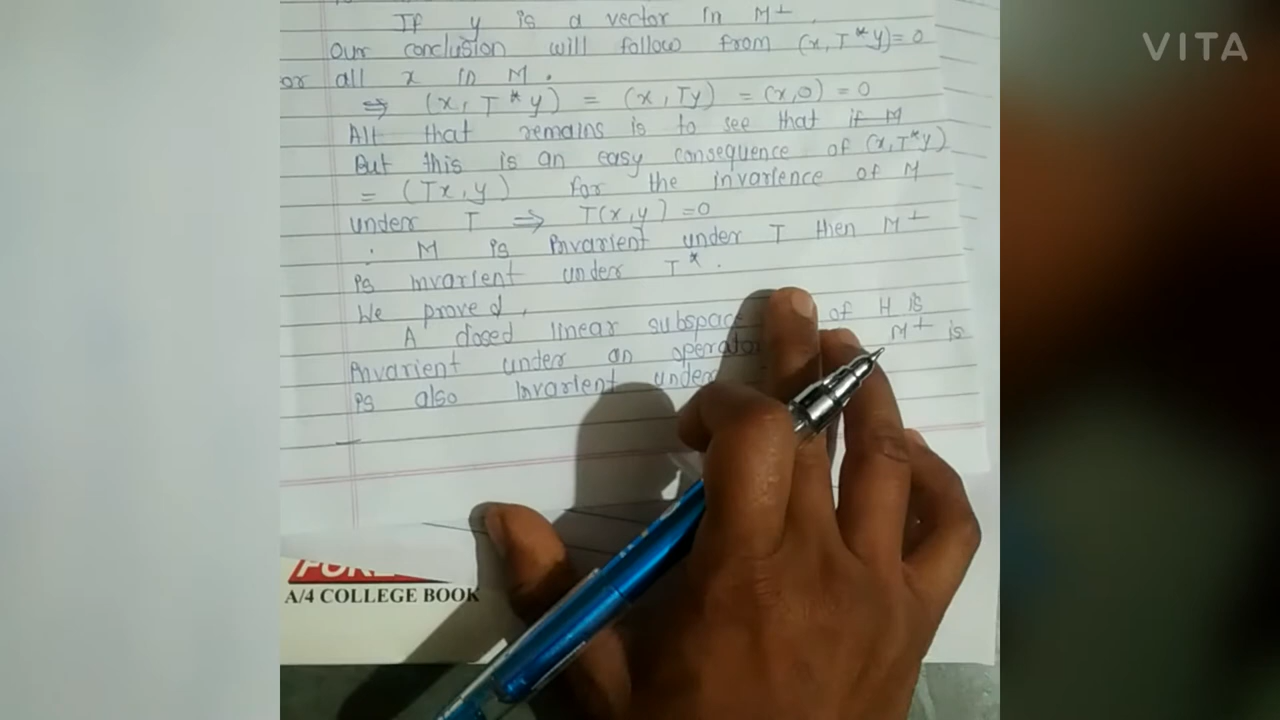 If y is a vector in M⊥.
our conclusion will follow from (x, T*y) = 0
or all x in M.
⇒ (x, T*y) = (x, Ty) = (x, 0) = 0
All that remains is to see that if M
But this is an easy consequence of (x, T*y)
= (Tx, y) for the invarience of M
under T ⇒ T(x, y) = 0
∴ M is Invarient under T then M⊥
is invarient under T*.
We proved,
A closed linear subspac of H is
Invarient under an operator M⊥ is
is also invarient under
FORE
A/4 COLLEGE BOOK
VITA